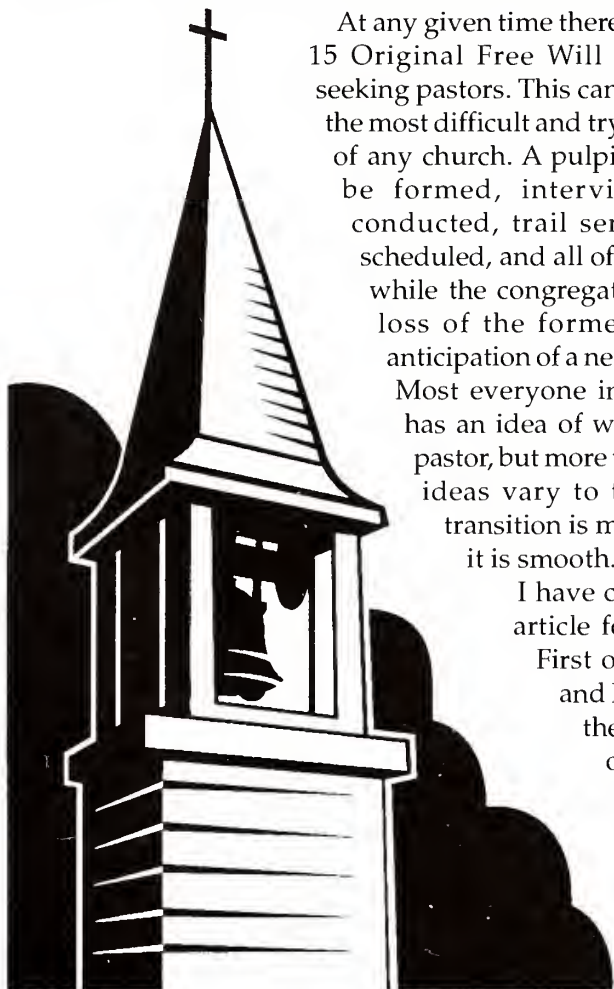 At any given time there
15 Original Free Will
seeking pastors. This can
the most difficult and try
of any church. A pulpi
be formed, intervi
conducted, trail ser
scheduled, and all of
while the congregat
loss of the forme
anticipation of a ne
Most everyone in
has an idea of w
pastor, but more
ideas vary to
transition is m
it is smooth.
I have c
article f
First o
and
the